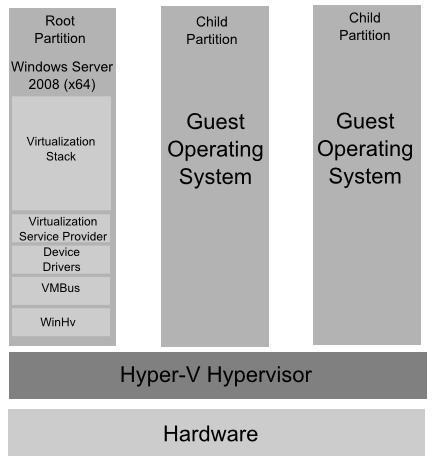 Root
Partition
Windows Server
2008 (x64)
Virtualization
Stack
Virtualization
Service Provider
Device
Drivers
VMBus
WinHv
Child
Partition
Guest
Operating
System
Child
Partition
Guest
Operating
System
Hyper-V Hypervisor
Hardware